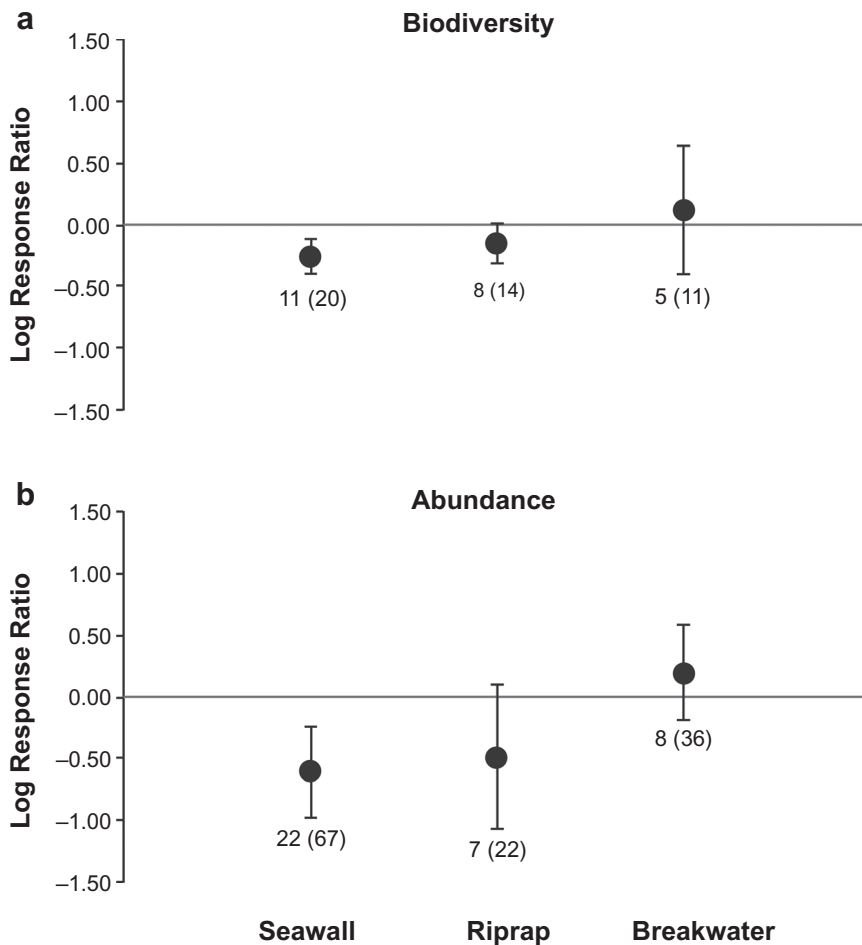 a
Biodiversity
Log Response Ratio
1.50
1.00
0.50
0.00
–0.50
–1.00
–1.50
11 (20)
8 (14)
5 (11)
b
Abundance
Log Response Ratio
1.50
1.00
0.50
0.00
–0.50
–1.00
–1.50
22 (67)
7 (22)
8 (36)
Seawall Riprap Breakwater